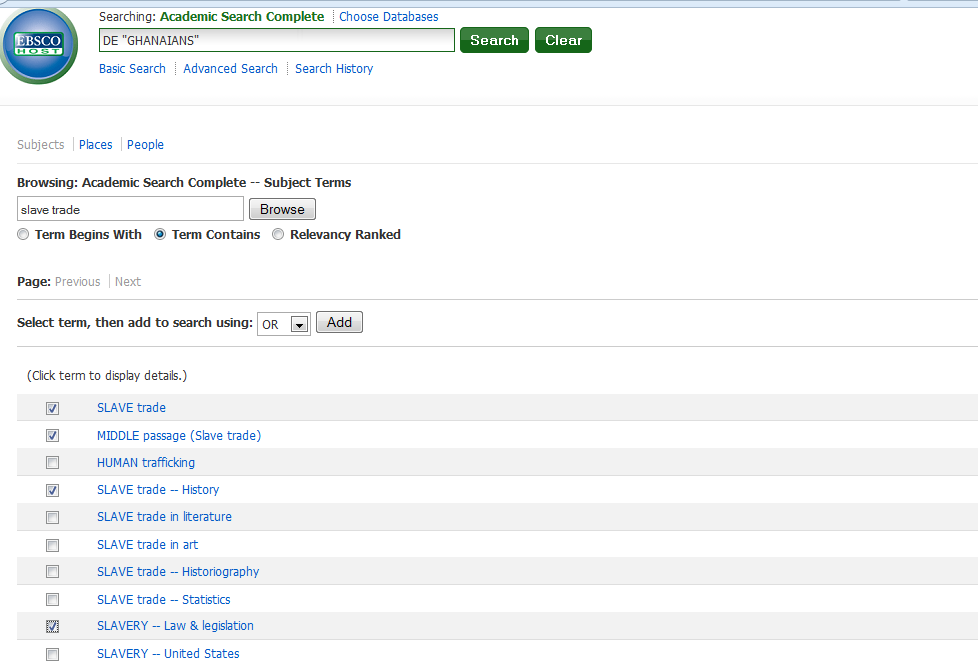 Searching: Academic Search Complete Choose Databases
EBSCO
HOST
DE "GHANAIANS" Search Clear
Basic Search Advanced Search Search History
Subjects Places People
Browsing: Academic Search Complete -- Subject Terms
slave trade Browse
Term Begins With Term Contains Relevancy Ranked
Page: Previous Next
Select term, then add to search using: OR Add
(Click term to display details.)
SLAVE trade
MIDDLE passage (Slave trade)
HUMAN trafficking
SLAVE trade -- History
SLAVE trade in literature
SLAVE trade in art
SLAVE trade -- Historiography
SLAVE trade -- Statistics
SLAVERY -- Law & legislation
SLAVERY -- United States